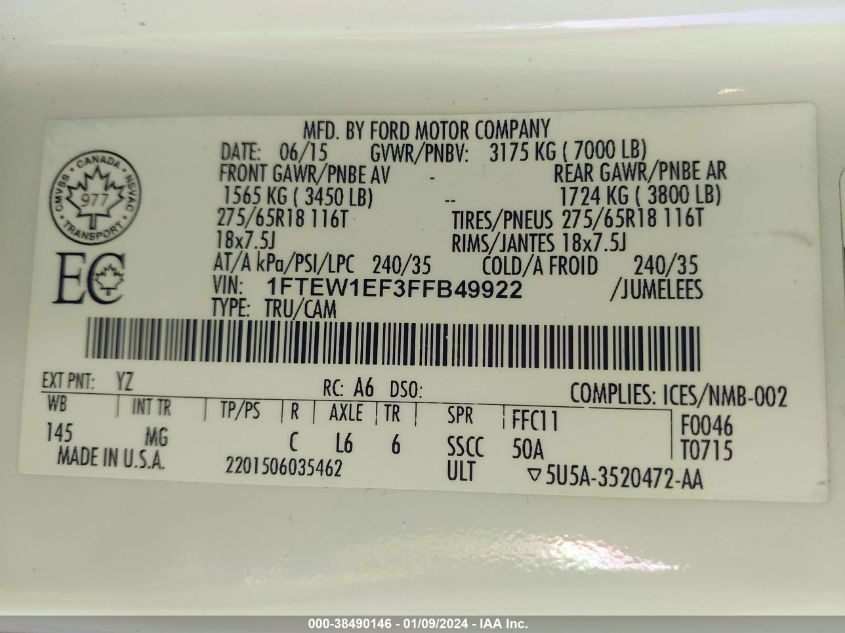 MFD. BY FORD MOTOR COMPANY
DATE: 06/15 GVWR/PNBV: 3175 KG ( 7000 LB)
FRONT GAWR/PNBE AV - REAR GAWR/PNBE AR
1565 KG ( 3450 LB) -- 1724 KG ( 3800 LB)
275/65R18 116T TIRES/PNEUS 275/65R18 116T
18x7.5J RIMS/JANTES 18x7.5J
AT/A kPa/PSI/LPC 240/35 COLD/A FROID 240/35
VIN: 1FTEW1EF3FFB49922 /JUMELEES
TYPE: TRU/CAM
CANADA
CMVSS NSVAC
977
TRANSPORT
EC
EXT PNT: YZ RC: A6 DSO: COMPLIES: ICES/NMB-002
WB INT TR TP/PS R AXLE TR SPR FFC11 F0046
145 MG C L6 6 SSCC 50A T0715
MADE IN U.S.A. 2201506035462 ULT ▽5U5A-3520472-AA
000-38490146 - 01/09/2024 - IAA Inc.